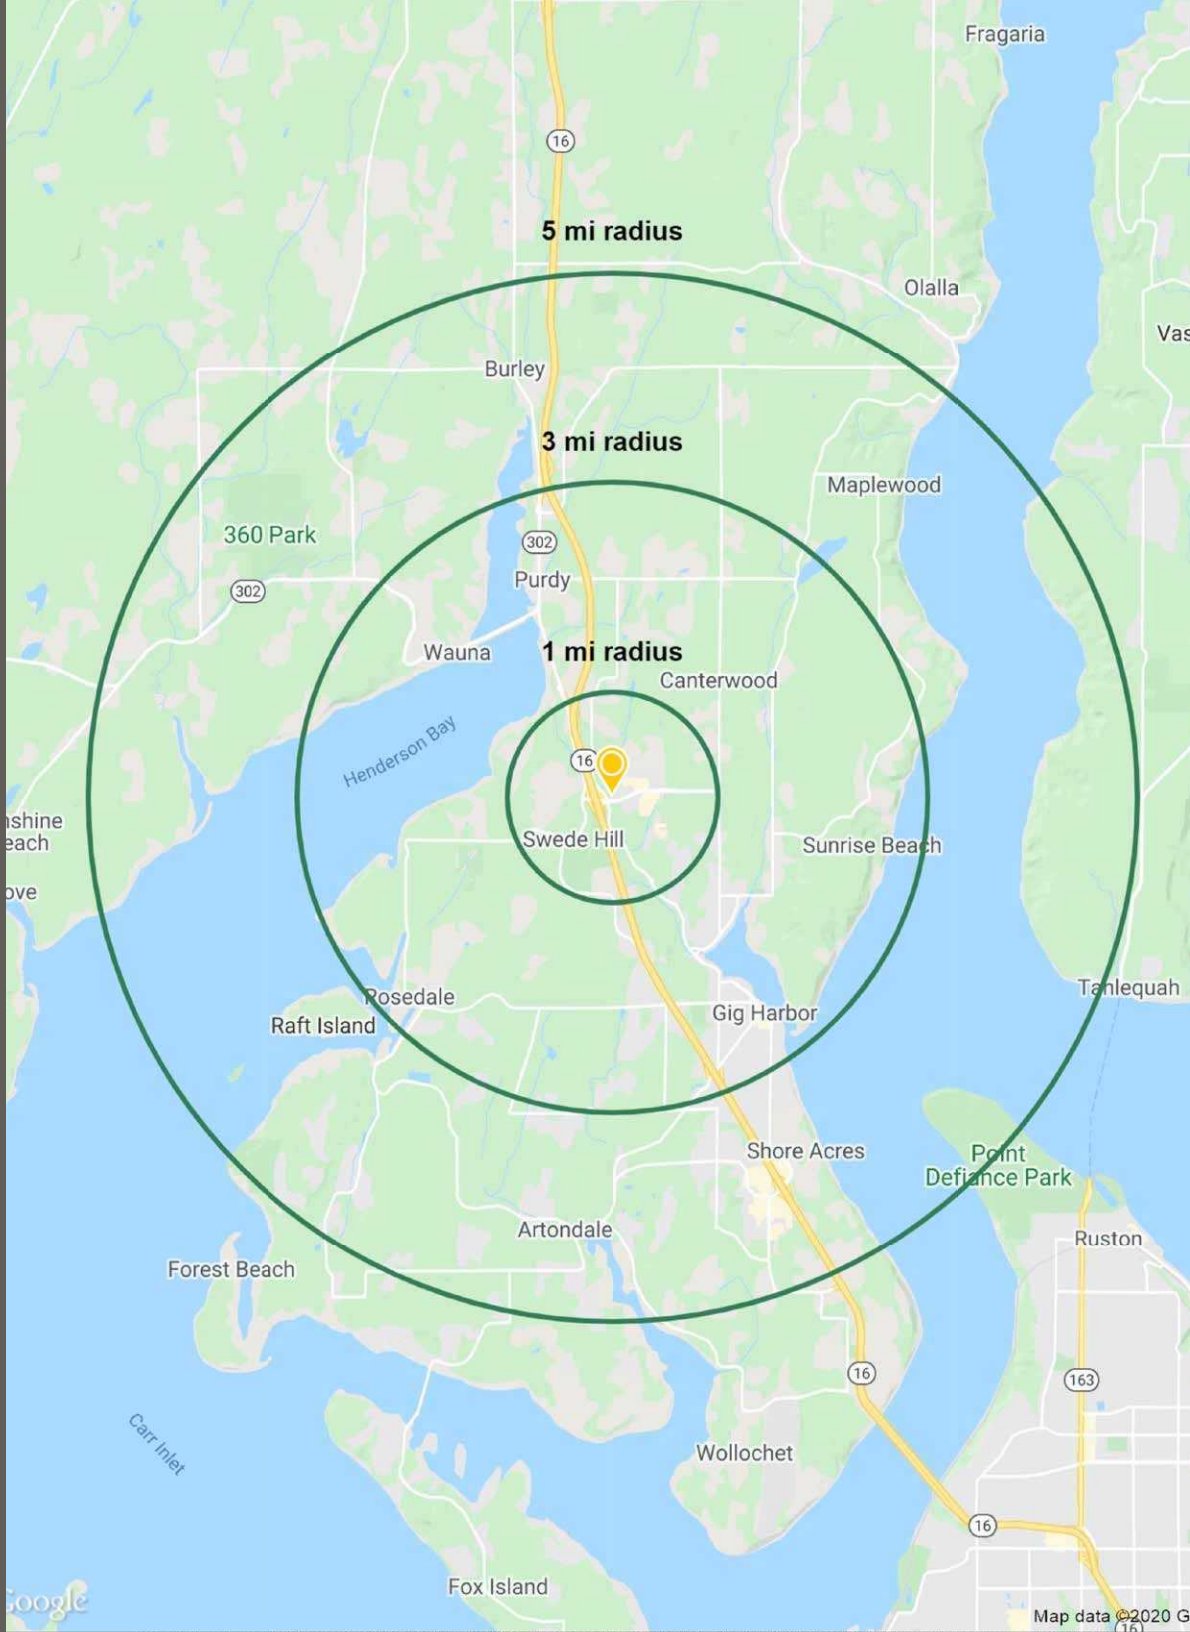 Fragaria
16
5 mi radius
Olalla
Vas
Burley
3 mi radius
Maplewood
360 Park
302
Purdy
302
Wauna
1 mi radius
Canterwood
Henderson Bay
16
nshine
each
Swede Hill
Sunrise Beach
ove
Rosedale
Tahlequah
Raft Island
Gig Harbor
Shore Acres
Point
Defiance Park
Artondale
Ruston
Forest Beach
16
163
Carr Inlet
Wollochet
16
Fox Island
Google
Map data ©2020 G
16